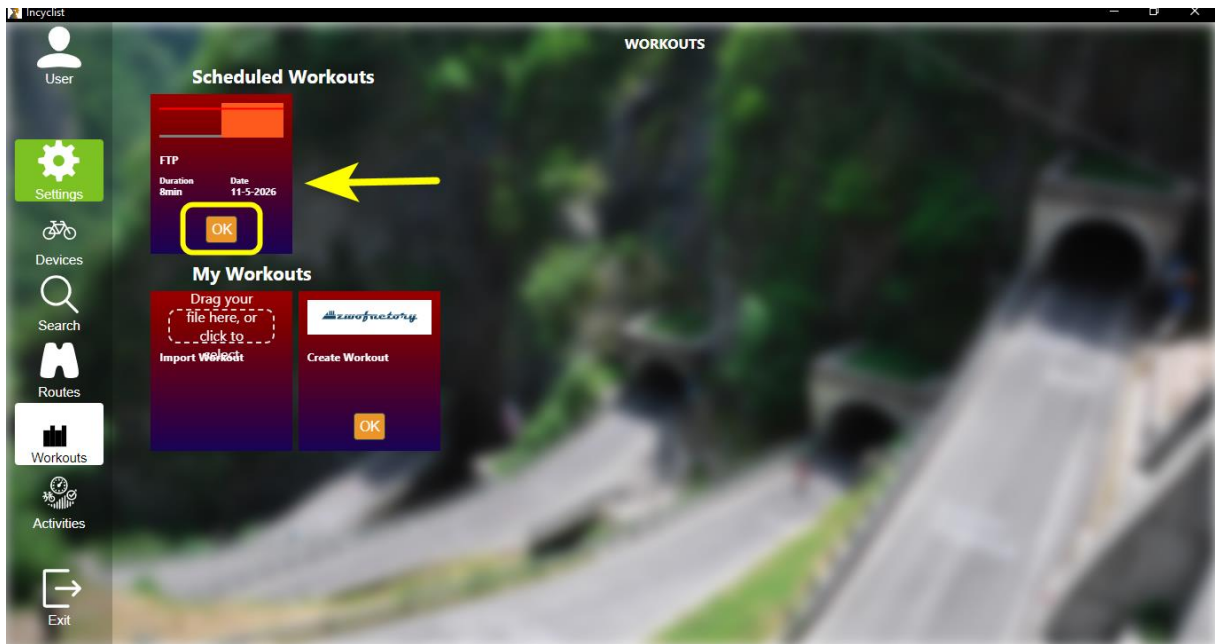 Incyclist
WORKOUTS
User
Settings
Devices
Search
Routes
Workouts
Activities
Exit
Scheduled Workouts
FTP
Duration Date
8min 11-5-2026
OK
My Workouts
Drag your
file here, or
click to
select
Import Workout
zwofactory
Create Workout
OK